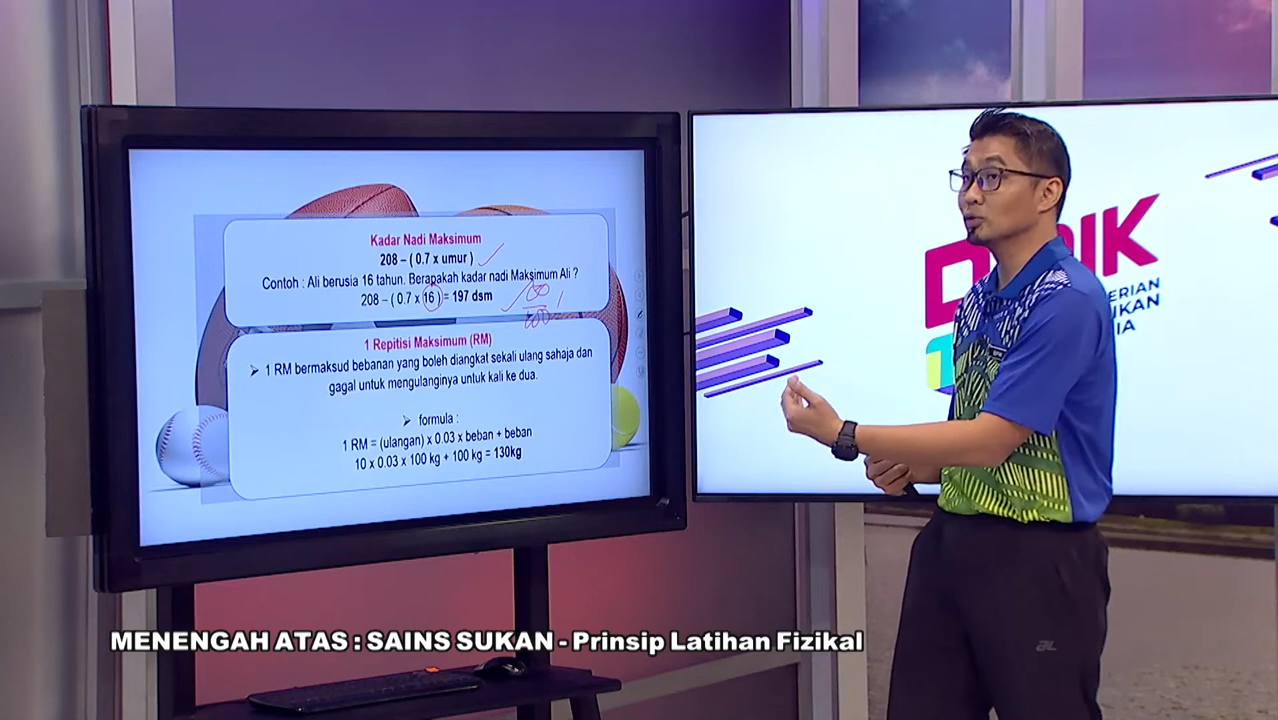 Kadar Nadi Maksimum
208 – ( 0.7 x umur )
Contoh : Ali berusia 16 tahun. Berapakah kadar nadi Maksimum Ali ?
208 – ( 0.7 x 16 ) = 197 dsm
1 Repitisi Maksimum (RM)
➢ 1 RM bermaksud bebanan yang boleh diangkat sekali ulang sahaja dan
gagal untuk mengulanginya untuk kali ke dua.
➢ formula :
1 RM = (ulangan) x 0.03 x beban + beban
10 x 0.03 x 100 kg + 100 kg = 130kg
MENENGAH ATAS : SAINS SUKAN - Prinsip Latihan Fizikal